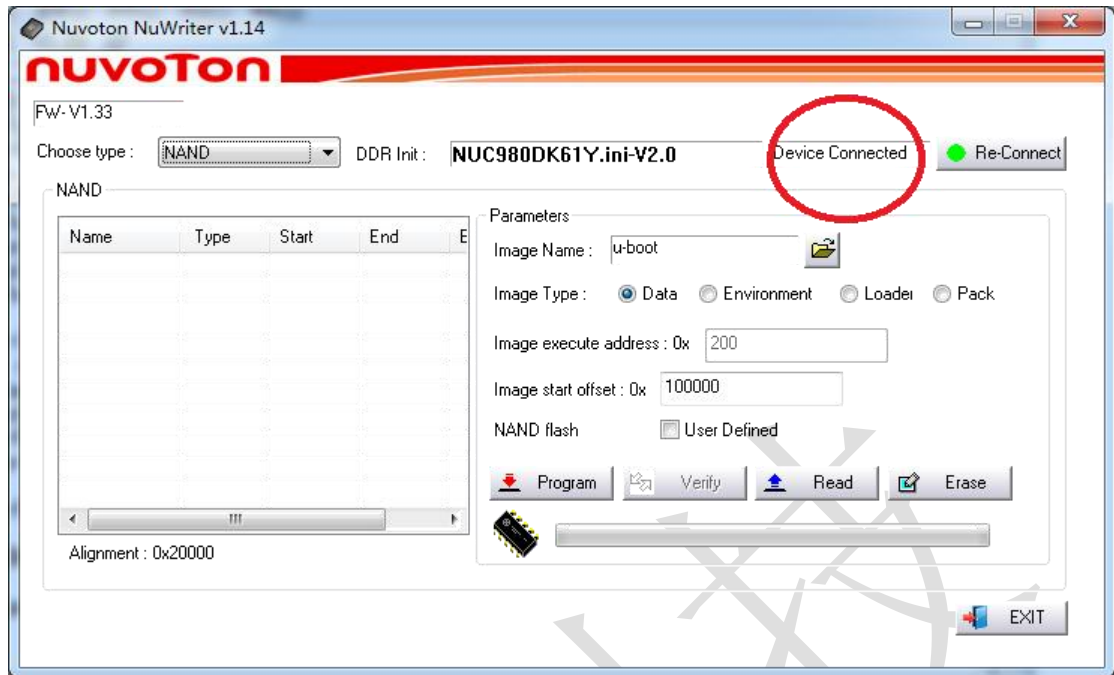 Nuvoton NuWriter v1.14
nuvoTon
FW-V1.33
Choose type : NAND DDR Init : NUC980DK61Y.ini-V2.0 Device Connected Re-Connect
NAND
Name Type Start End E
Alignment : 0x20000
Parameters
Image Name : u-boot
Image Type : Data Environment Loader Pack
Image execute address : 0x 200
Image start offset : 0x 100000
NAND flash User Defined
Program Verify Read Erase
EXIT